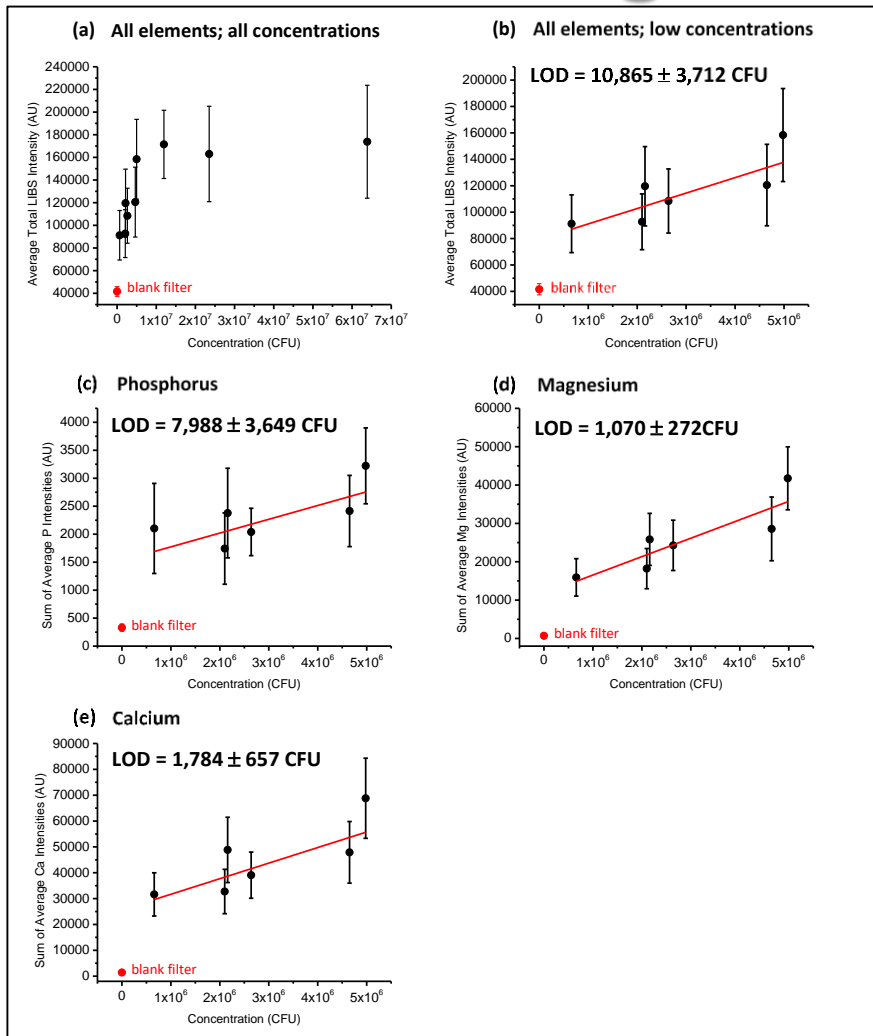 (a) All elements; all concentrations
240000
220000
200000
180000
160000
140000
120000
100000
80000
60000
40000
Average Total LIBS Intensity (AU)
blank filter
0 1x10⁷ 2x10⁷ 3x10⁷ 4x10⁷ 5x10⁷ 6x10⁷ 7x10⁷
Concentration (CFU)
(b) All elements; low concentrations
LOD = 10,865 ± 3,712 CFU
200000
180000
160000
140000
120000
100000
80000
60000
40000
Average Total LIBS Intensity (AU)
blank filter
0 1x10⁶ 2x10⁶ 3x10⁶ 4x10⁶ 5x10⁶
Concentration (CFU)
(c) Phosphorus
LOD = 7,988 ± 3,649 CFU
4000
3500
3000
2500
2000
1500
1000
500
0
Sum of Average P Intensities (AU)
blank filter
0 1x10⁶ 2x10⁶ 3x10⁶ 4x10⁶ 5x10⁶
Concentration (CFU)
(d) Magnesium
LOD = 1,070 ± 272CFU
60000
50000
40000
30000
20000
10000
0
Sum of Average Mg Intensities (AU)
blank filter
0 1x10⁶ 2x10⁶ 3x10⁶ 4x10⁶ 5x10⁶
Concentration (CFU)
(e) Calcium
LOD = 1,784 ± 657 CFU
90000
80000
70000
60000
50000
40000
30000
20000
10000
0
Sum of Average Ca Intensities (AU)
blank filter
0 1x10⁶ 2x10⁶ 3x10⁶ 4x10⁶ 5x10⁶
Concentration (CFU)